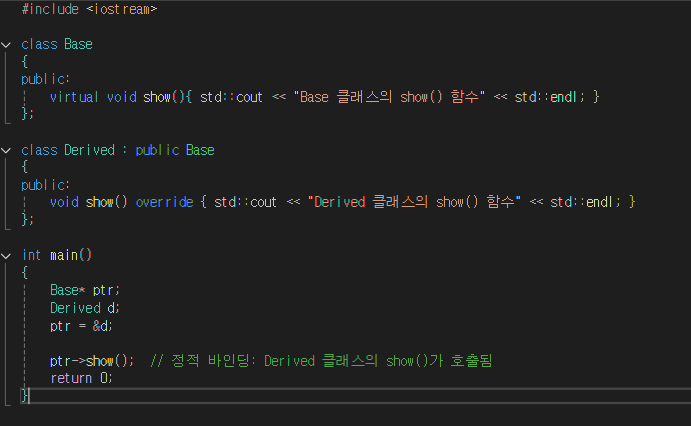 #include <iostream>
class Base
{
public:
virtual void show(){ std::cout << "Base 클래스의 show() 함수" << std::endl; }
};
class Derived : public Base
{
public:
void show() override { std::cout << "Derived 클래스의 show() 함수" << std::endl; }
};
int main()
{
Base* ptr;
Derived d;
ptr = &d;
ptr->show();  // 정적 바인딩: Derived 클래스의 show()가 호출됨
return 0;
}